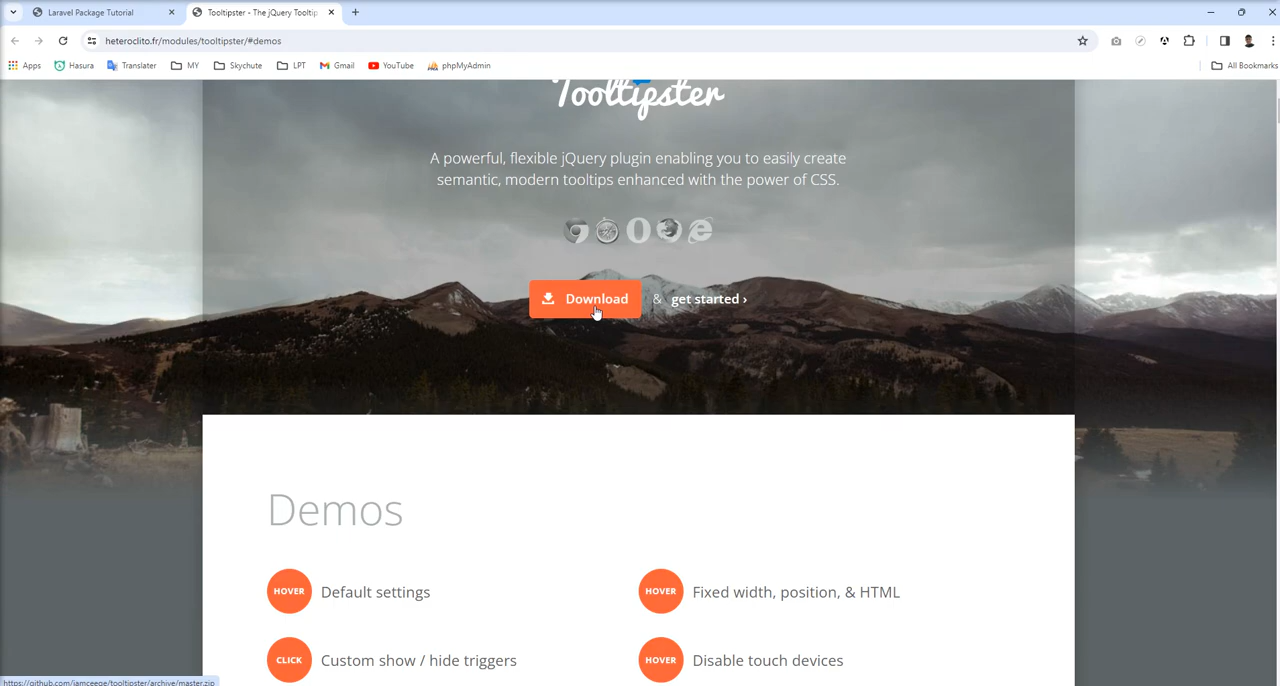 Laravel Package Tutorial
Tooltipster - The jQuery Tooltip
heteroclito.fr/modules/tooltipster/#demos
Apps
Hasura
Translater
MY
Skychute
LPT
Gmail
YouTube
phpMyAdmin
All Bookmarks
Tooltipster
A powerful, flexible jQuery plugin enabling you to easily create
semantic, modern tooltips enhanced with the power of CSS.
Download & get started ›
Demos
HOVER Default settings
HOVER Fixed width, position, & HTML
CLICK Custom show / hide triggers
HOVER Disable touch devices
https://github.com/iamceege/tooltipster/archive/master.zip